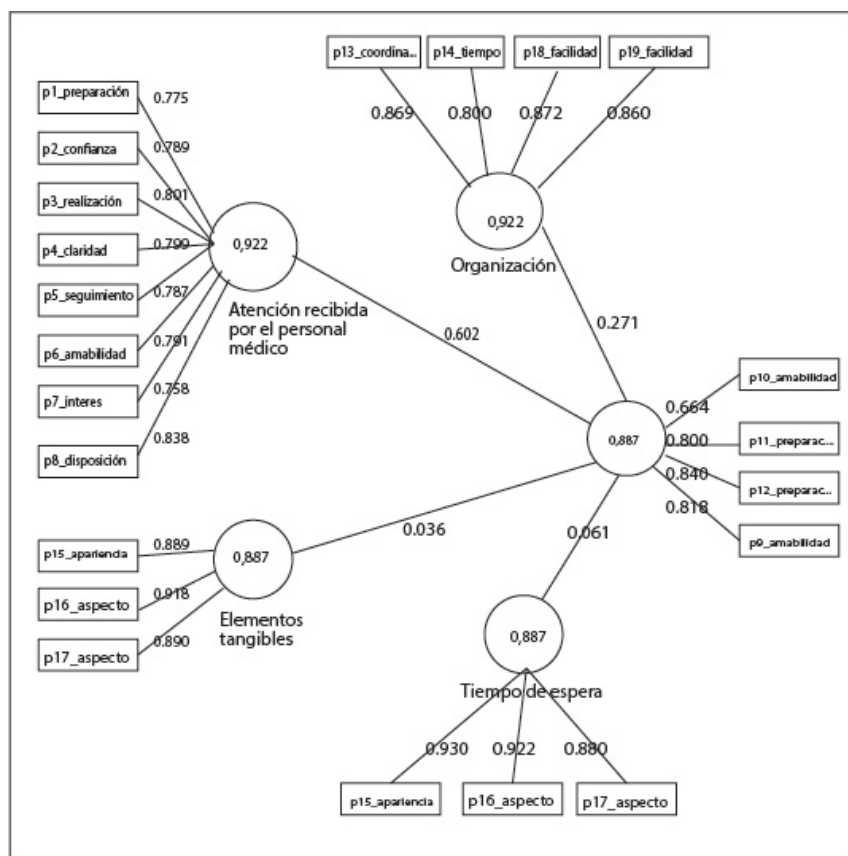 p13_coordina...
p14_tiempo
p18_facilidad
p19_facilidad
0.869
0.800
0.872
0.860
0,922
Organización
p1_preparación
p2_confianza
p3_realización
p4_claridad
p5_seguimiento
p6_amabilidad
p7_interes
p8_disposición
0.775
0.789
0.801
0.799
0.787
0.791
0.758
0.838
0,922
Atención recibida
por el personal
médico
0.602
0.271
0,887
0.664
0.800
0.840
0.818
p10_amabilidad
p11_preparac...
p12_preparac...
p9_amabilidad
0.036
0.061
p15_apariencia
p16_aspecto
p17_aspecto
0.889
0.918
0.890
0,887
Elementos
tangibles
0,887
Tiempo de espera
0.930
0.922
0.880
p15_apariencia
p16_aspecto
p17_aspecto